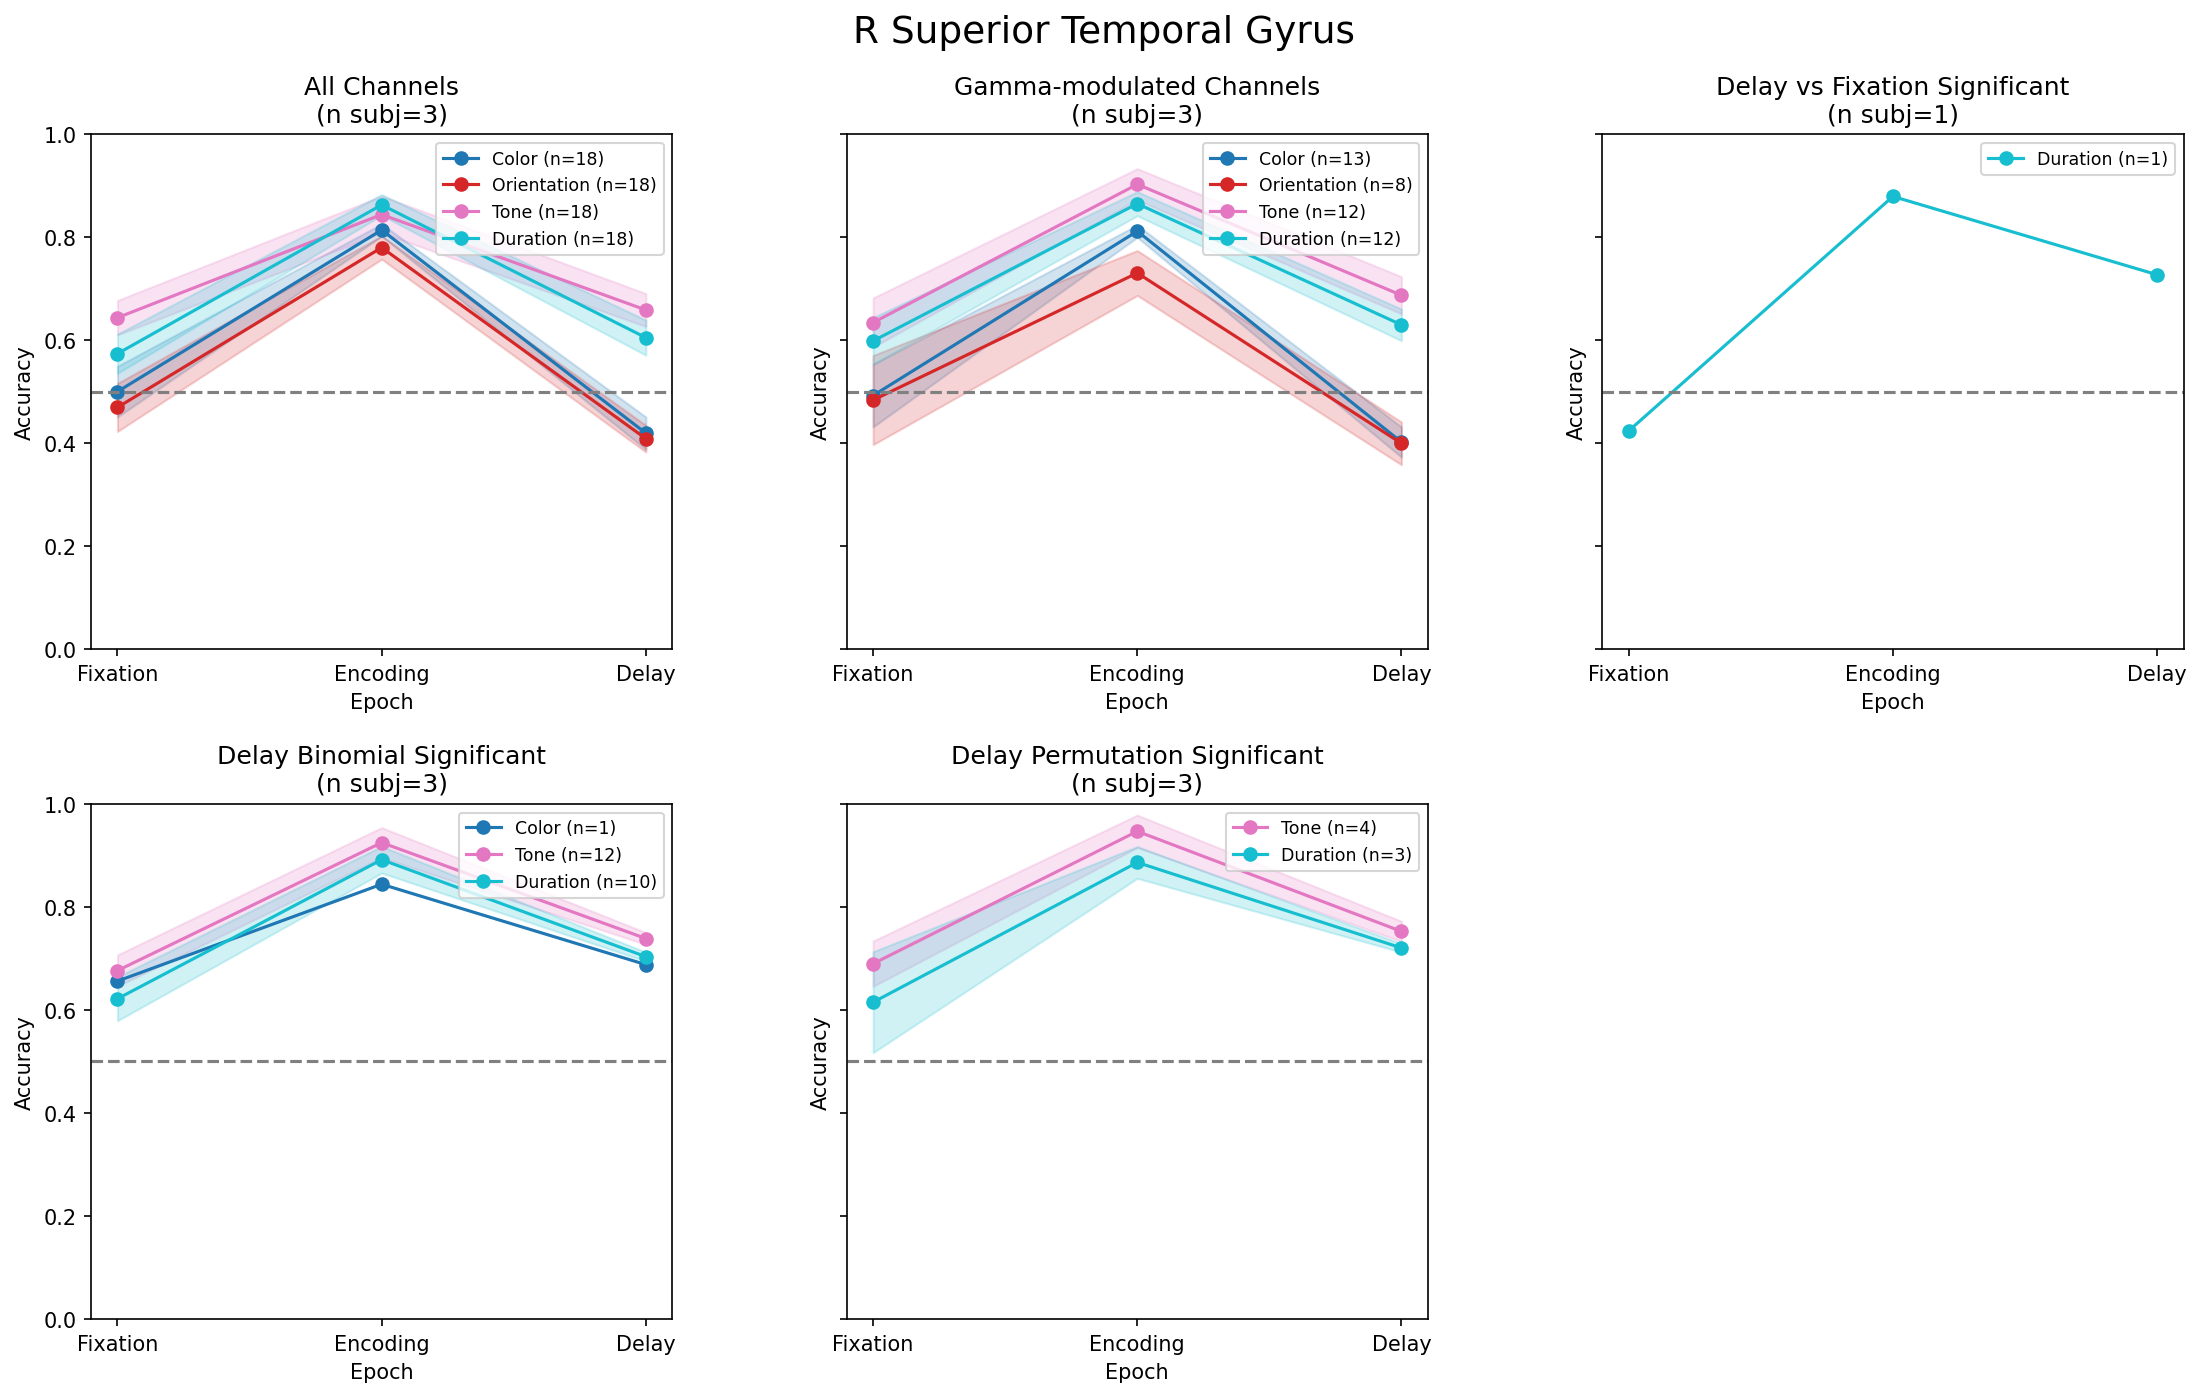 R Superior Temporal Gyrus
All Channels
(n subj=3)
1.0
0.8
0.6
0.4
0.2
0.0
Accuracy
Color (n=18)
Orientation (n=18)
Tone (n=18)
Duration (n=18)
Fixation Encoding Delay
Epoch
Gamma-modulated Channels
(n subj=3)
Accuracy
Color (n=13)
Orientation (n=8)
Tone (n=12)
Duration (n=12)
Fixation Encoding Delay
Epoch
Delay vs Fixation Significant
(n subj=1)
Accuracy
Duration (n=1)
Fixation Encoding Delay
Epoch
Delay Binomial Significant
(n subj=3)
1.0
0.8
0.6
0.4
0.2
0.0
Accuracy
Color (n=1)
Tone (n=12)
Duration (n=10)
Fixation Encoding Delay
Epoch
Delay Permutation Significant
(n subj=3)
Accuracy
Tone (n=4)
Duration (n=3)
Fixation Encoding Delay
Epoch